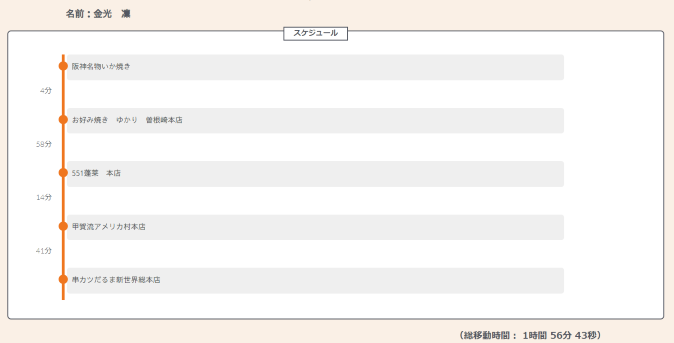 名前：金光　凛
スケジュール
阪神名物いか焼き
4分
お好み焼き　ゆかり　曽根崎本店
58分
551蓬莱　本店
14分
甲賀流アメリカ村本店
41分
串カツだるま新世界総本店
（総移動時間： 1時間 56分 43秒）